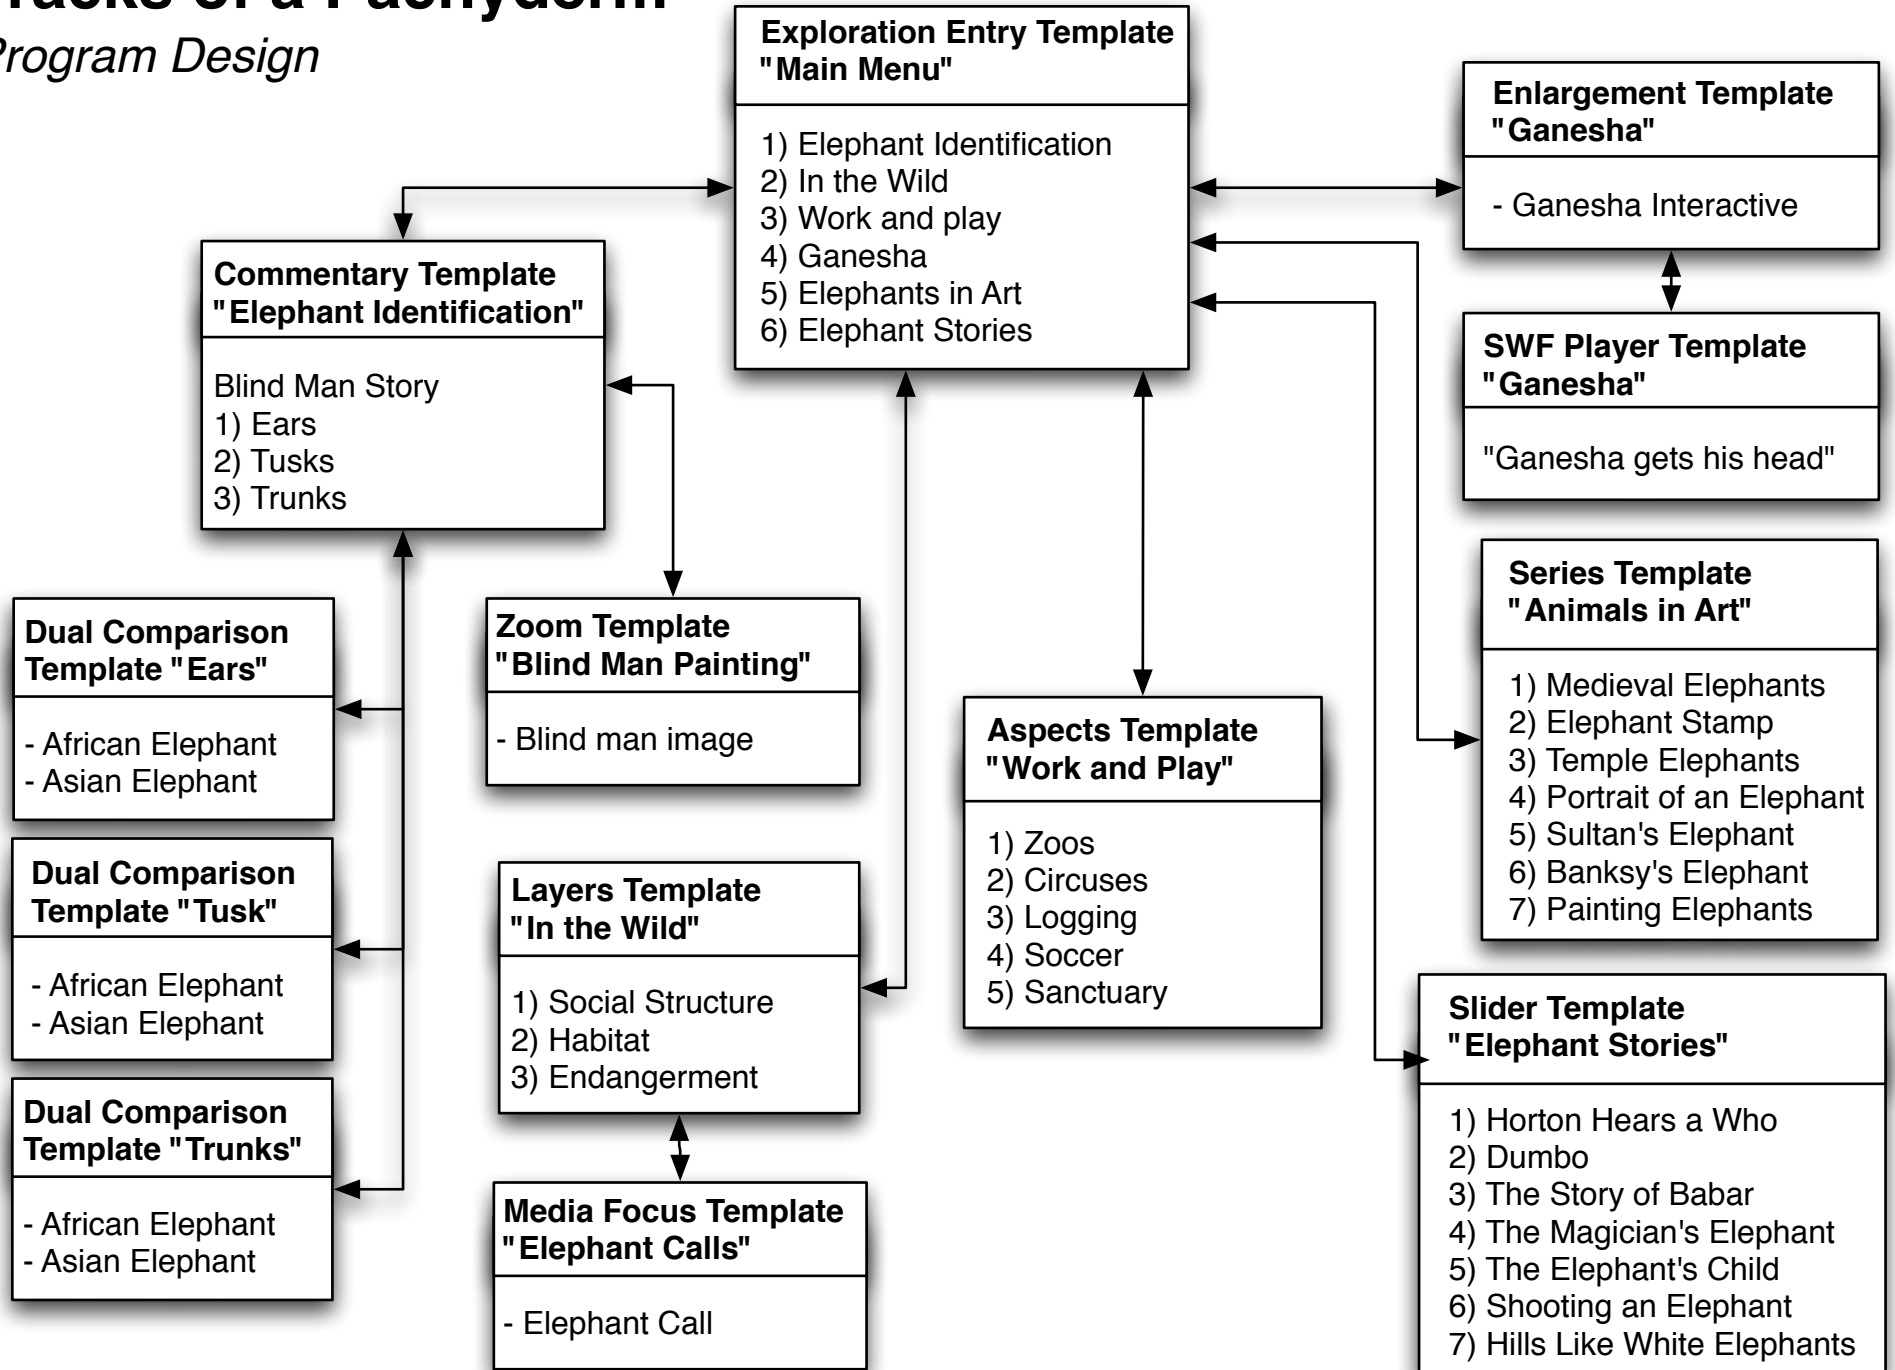 Tracks of a Pachyderm
Program Design
Exploration Entry Template
"Main Menu"
1) Elephant Identification
2) In the Wild
3) Work and play
4) Ganesha
5) Elephants in Art
6) Elephant Stories
Enlargement Template
"Ganesha"
- Ganesha Interactive
SWF Player Template
"Ganesha"
"Ganesha gets his head"
Commentary Template
"Elephant Identification"
Blind Man Story
1) Ears
2) Tusks
3) Trunks
Series Template
"Animals in Art"
1) Medieval Elephants
2) Elephant Stamp
3) Temple Elephants
4) Portrait of an Elephant
5) Sultan's Elephant
6) Banksy's Elephant
7) Painting Elephants
Dual Comparison
Template "Ears"
- African Elephant
- Asian Elephant
Zoom Template
"Blind Man Painting"
- Blind man image
Aspects Template
"Work and Play"
1) Zoos
2) Circuses
3) Logging
4) Soccer
5) Sanctuary
Dual Comparison
Template "Tusk"
- African Elephant
- Asian Elephant
Layers Template
"In the Wild"
1) Social Structure
2) Habitat
3) Endangerment
Slider Template
"Elephant Stories"
1) Horton Hears a Who
2) Dumbo
3) The Story of Babar
4) The Magician's Elephant
5) The Elephant's Child
6) Shooting an Elephant
7) Hills Like White Elephants
Dual Comparison
Template "Trunks"
- African Elephant
- Asian Elephant
Media Focus Template
"Elephant Calls"
- Elephant Call